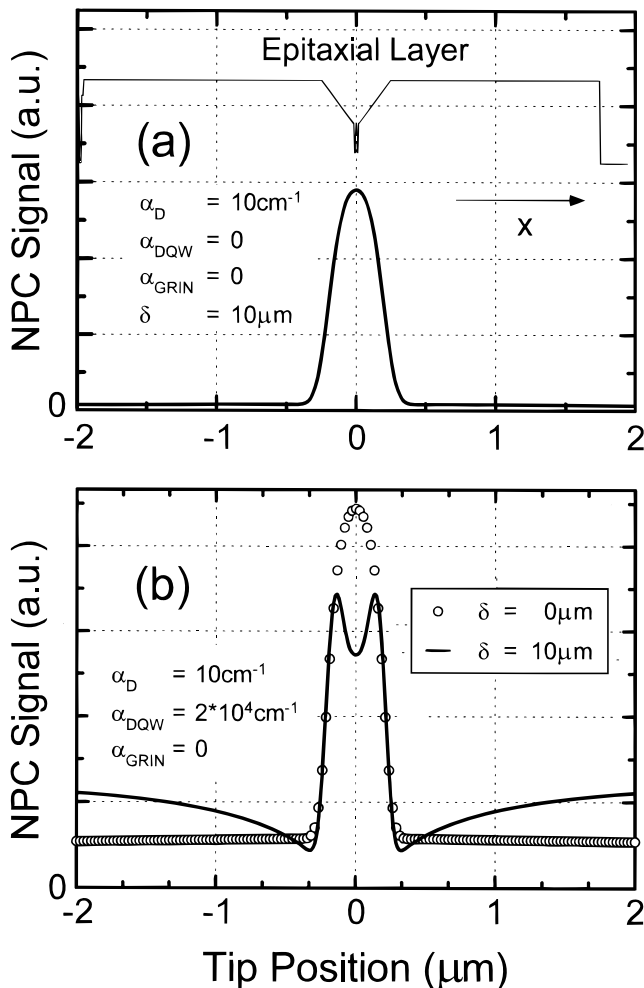 Epitaxial Layer
(a)
α_D = 10cm⁻¹
α_DQW = 0
α_GRIN = 0
δ = 10μm
x
NPC Signal (a.u.)
0
-2 -1 0 1 2
(b)
δ = 0μm
δ = 10μm
α_D = 10cm⁻¹
α_DQW = 2*10⁴cm⁻¹
α_GRIN = 0
NPC Signal (a.u.)
0
-2 -1 0 1 2
Tip Position (μm)